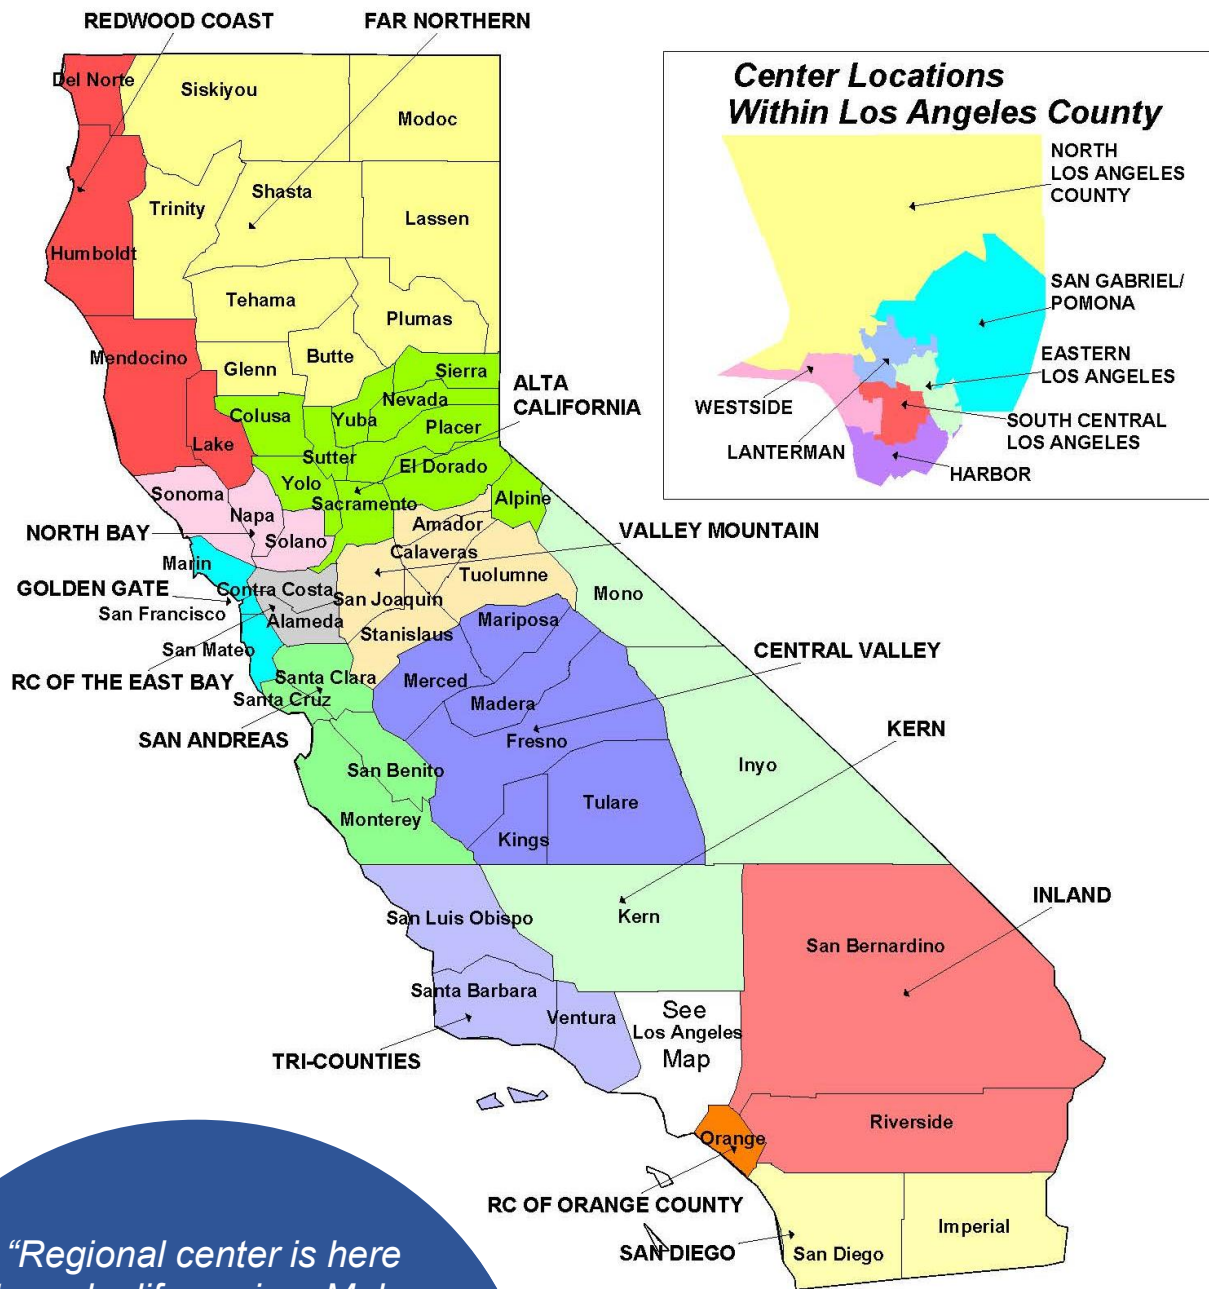 REDWOOD COAST
FAR NORTHERN
Center Locations
Within Los Angeles County
Del Norte
Siskiyou
Modoc
NORTH
LOS ANGELES
COUNTY
Shasta
Trinity
Lassen
Humboldt
SAN GABRIEL/
POMONA
Tehama
Plumas
Mendocino
Butte
Glenn
EASTERN
LOS ANGELES
Sierra
ALTA
CALIFORNIA
Nevada
WESTSIDE
Colusa
Yuba
Placer
SOUTH CENTRAL
LOS ANGELES
Lake
Sutter
LANTERMAN
El Dorado
HARBOR
Yolo
Sonoma
Sacramento
Alpine
Napa
Amador
NORTH BAY
Solano
VALLEY MOUNTAIN
Calaveras
Marin
Tuolumne
GOLDEN GATE
Contra Costa
Mono
San Joaquin
San Francisco
Alameda
Mariposa
Stanislaus
San Mateo
CENTRAL VALLEY
RC OF THE EAST BAY
Santa Clara
Merced
Santa Cruz
Madera
KERN
SAN ANDREAS
Fresno
Inyo
San Benito
Tulare
Monterey
Kings
INLAND
San Luis Obispo
Kern
San Bernardino
Santa Barbara
See
Los Angeles
Map
Ventura
TRI-COUNTIES
Riverside
Orange
RC OF ORANGE COUNTY
Imperial
SAN DIEGO
San Diego
“Regional center is here